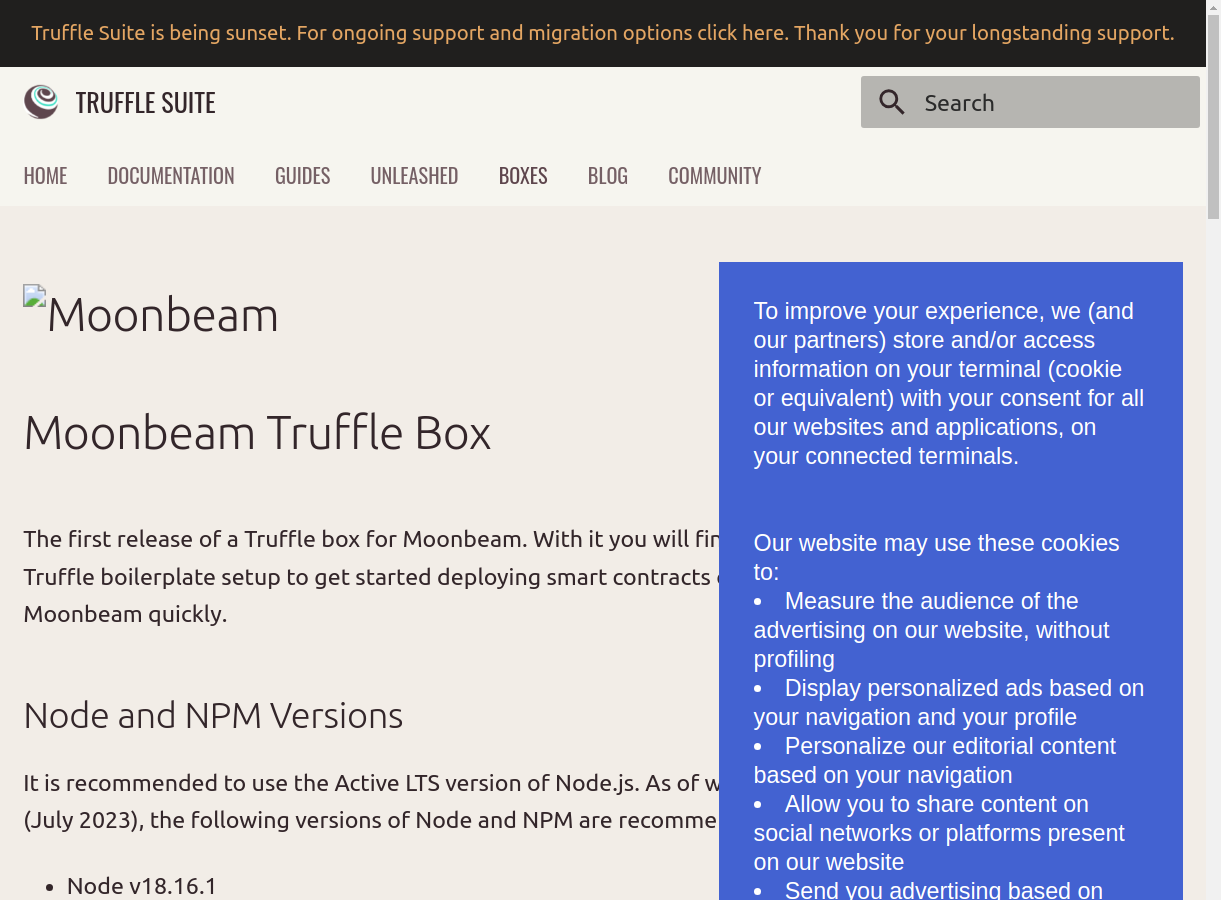 Truffle Suite is being sunset. For ongoing support and migration options click here. Thank you for your longstanding support.
TRUFFLE SUITE
Search
HOME DOCUMENTATION GUIDES UNLEASHED BOXES BLOG COMMUNITY
Moonbeam
Moonbeam Truffle Box
The first release of a Truffle box for Moonbeam. With it you will
Truffle boilerplate setup to get started deploying smart contracts
Moonbeam quickly.
Node and NPM Versions
It is recommended to use the Active LTS version of Node.js. As of
(July 2023), the following versions of Node and NPM are
• Node v18.16.1
To improve your experience, we (and
our partners) store and/or access
information on your terminal (cookie
or equivalent) with your consent for all
our websites and applications, on
your connected terminals.
Our website may use these cookies
to:
• Measure the audience of the
advertising on our website, without
profiling
• Display personalized ads based on
your navigation and your profile
• Personalize our editorial content
based on your navigation
• Allow you to share content on
social networks or platforms present
on our website
• Send you advertising based on